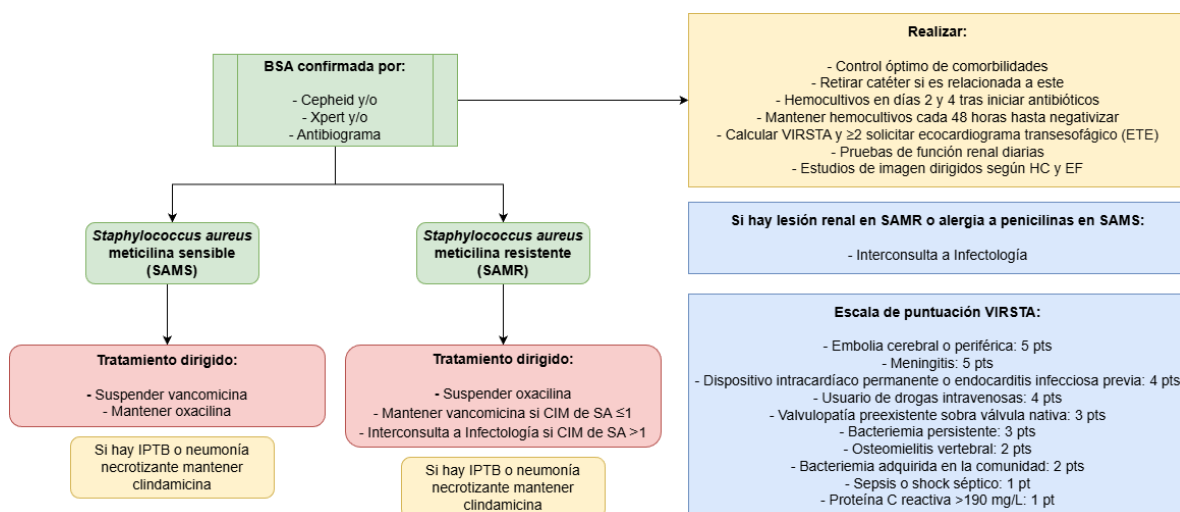 BSA confirmada por:
- Cepheid y/o
- Xpert y/o
- Antibiograma
Realizar:
- Control óptimo de comorbilidades
- Retirar catéter si es relacionada a este
- Hemocultivos en días 2 y 4 tras iniciar antibióticos
- Mantener hemocultivos cada 48 horas hasta negativizar
- Calcular VIRSTA y ≥2 solicitar ecocardiograma transesofágico (ETE)
- Pruebas de función renal diarias
- Estudios de imagen dirigidos según HC y EF
Staphylococcus aureus
meticilina sensible
(SAMS)
Staphylococcus aureus
meticilina resistente
(SAMR)
Si hay lesión renal en SAMR o alergia a penicilinas en SAMS:
- Interconsulta a Infectología
Tratamiento dirigido:
- Suspender vancomicina
- Mantener oxacilina
Tratamiento dirigido:
- Suspender oxacilina
- Mantener vancomicina si CIM de SA ≤1
- Interconsulta a Infectología si CIM de SA >1
Si hay IPTB o neumonía
necrotizante mantener
clindamicina
Si hay IPTB o neumonía
necrotizante mantener
clindamicina
Escala de puntuación VIRSTA:
- Embolia cerebral o periférica: 5 pts
- Meningitis: 5 pts
- Dispositivo intracardíaco permanente o endocarditis infecciosa previa: 4 pts
- Usuario de drogas intravenosas: 4 pts
- Valvulopatía preexistente sobra válvula nativa: 3 pts
- Bacteriemia persistente: 3 pts
- Osteomielitis vertebral: 2 pts
- Bacteriemia adquirida en la comunidad: 2 pts
- Sepsis o shock séptico: 1 pt
- Proteína C reactiva >190 mg/L: 1 pt